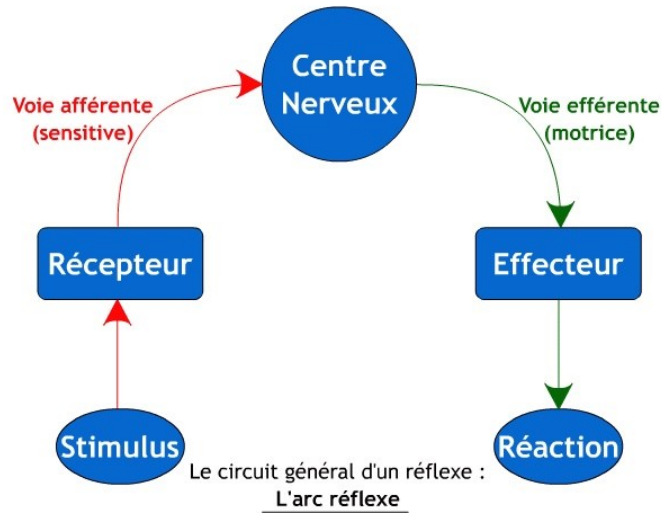 Centre
Nerveux
Voie afférente
(sensitive)
Voie efférente
(motrice)
Récepteur
Effecteur
Stimulus
Réaction
Le circuit général d'un réflexe :
L'arc réflexe